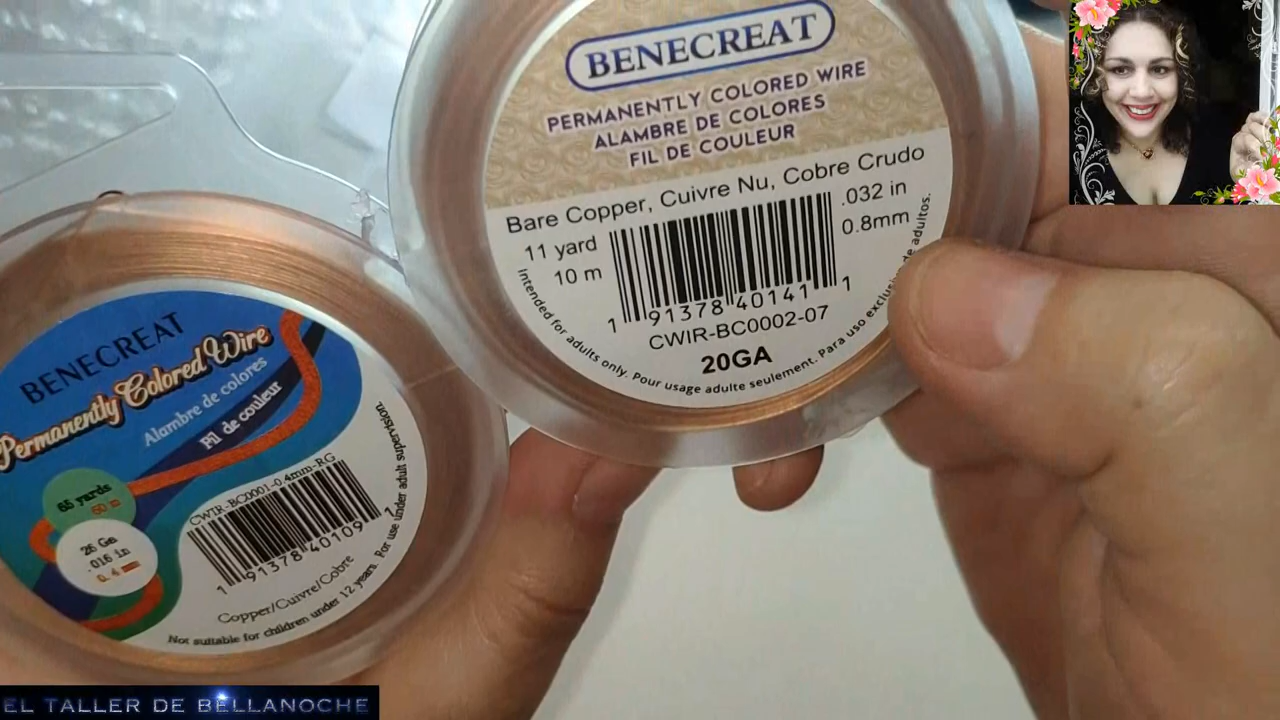 BENECREAT
PERMANENTLY COLORED WIRE
ALAMBRE DE COLORES
FIL DE COULEUR
Bare Copper, Cuivre Nu, Cobre Crudo
11 yard
10 m
.032 in
0.8mm
1 91378 40141 1
CWIR-BC0002-07
20GA
Intended for adults only. Pour usage adulte seulement. Para uso exclusivo de adultos.
BENECREAT
Permanently Colored Wire
Alambre de colores
Fil de couleur
65 yards
60 m
26 Ga
.016 in
0.4 mm
CWIR-BC0001-0.4mm-RG
1 91378 40109 7
Copper/Cuivre/Cobre
Not suitable for children under 12 years. For use under adult supervision.
EL TALLER DE BELLANOCHE